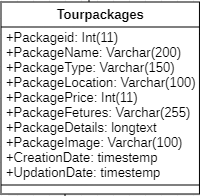 Tourpackages
+Packageid: Int(11)
+PackageName: Varchar(200)
+PackageType: Varchar(150)
+PackageLocation: Varchar(100)
+PackagePrice: Int(11)
+PackageFetures: Varchar(255)
+PackageDetails: longtext
+PackageImage: Varchar(100)
+CreationDate: timestemp
+UpdationDate: timestemp